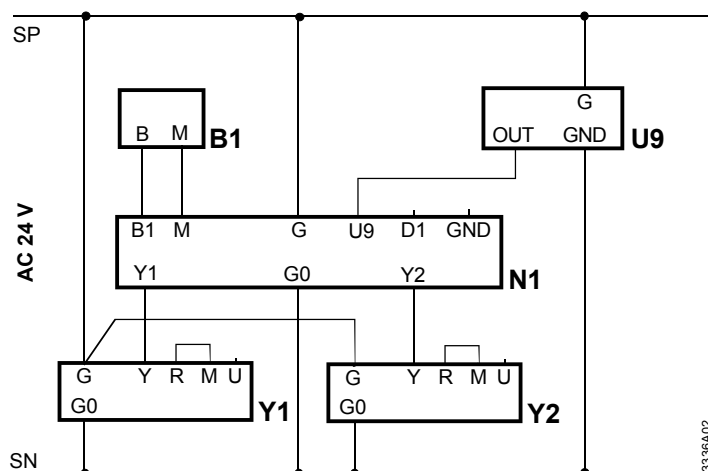 SP
G
B M B1
OUT GND U9
AC 24 V
B1 M G U9 D1 GND
Y1 G0 Y2 N1
G Y R M U
G0 Y1
G Y R M U
G0 Y2
SN
3336A02